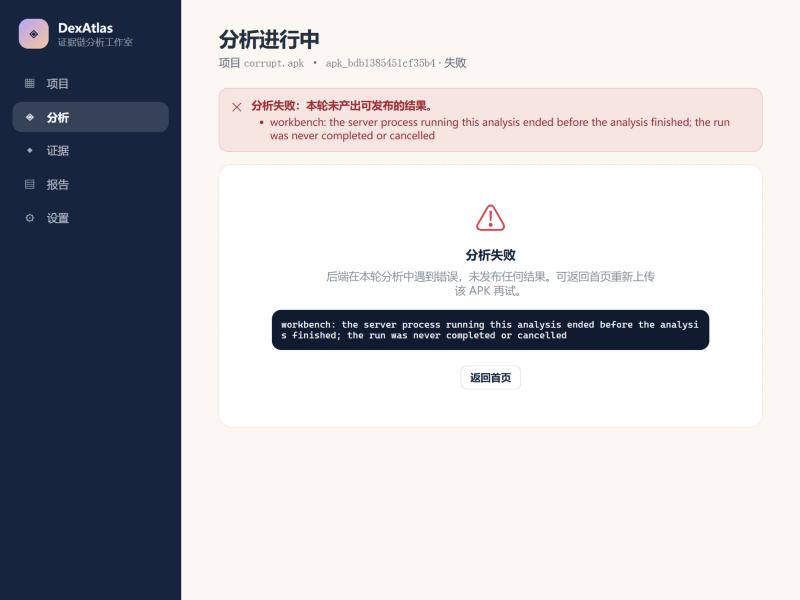 DexAtlas
证据链分析工作室
项目
分析
证据
报告
设置
分析进行中
项目 corrupt.apk • apk_bdb1385451cf35b4 · 失败
分析失败：本轮未产出可发布的结果。
• workbench: the server process running this analysis ended before the analysis finished; the run
was never completed or cancelled
分析失败
后端在本轮分析中遇到错误，未发布任何结果。可返回首页重新上传
该 APK 再试。
workbench: the server process running this analysis ended before the analysi
s finished; the run was never completed or cancelled
返回首页